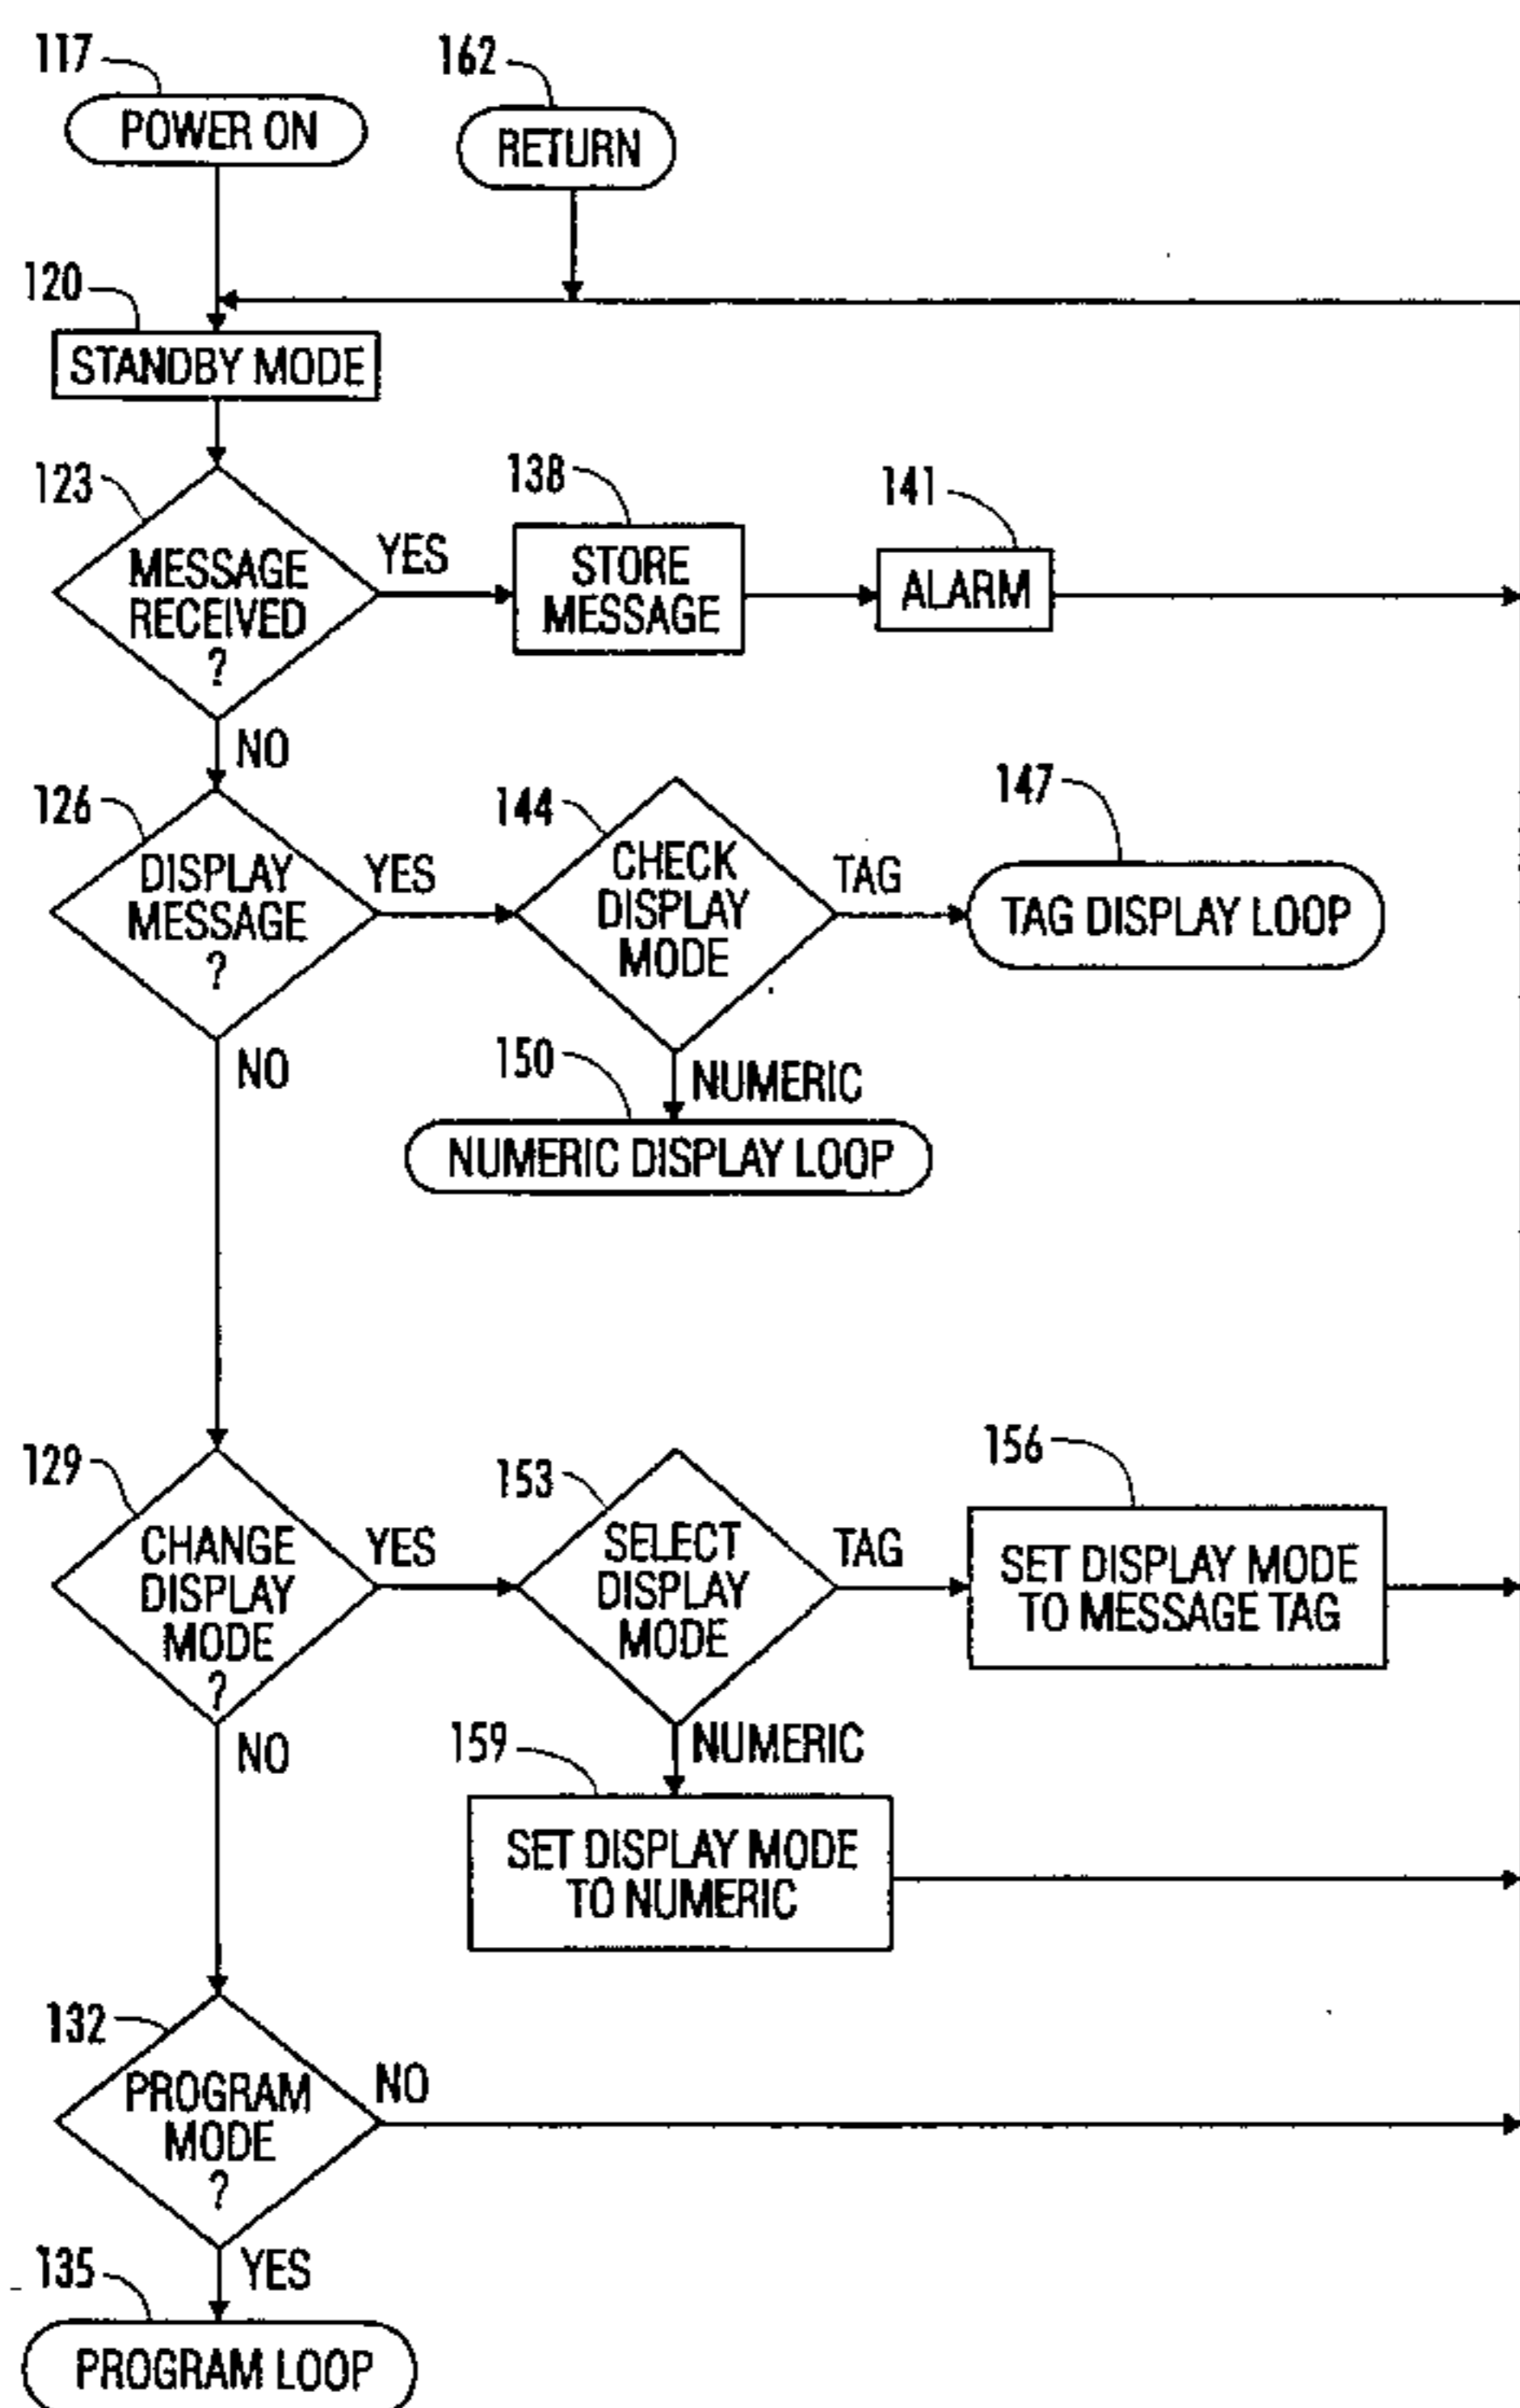 117
POWER ON
162
RETURN
120
STANDBY MODE
123
MESSAGE
RECEIVED
?
YES
138
STORE
MESSAGE
141
ALARM
NO
126
DISPLAY
MESSAGE
?
YES
144
CHECK
DISPLAY
MODE
TAG
147
TAG DISPLAY LOOP
NO
150
NUMERIC
NUMERIC DISPLAY LOOP
129
CHANGE
DISPLAY
MODE
?
YES
153
SELECT
DISPLAY
MODE
TAG
156
SET DISPLAY MODE
TO MESSAGE TAG
NO
159
NUMERIC
SET DISPLAY MODE
TO NUMERIC
132
PROGRAM
MODE
?
NO
YES
135
PROGRAM LOOP